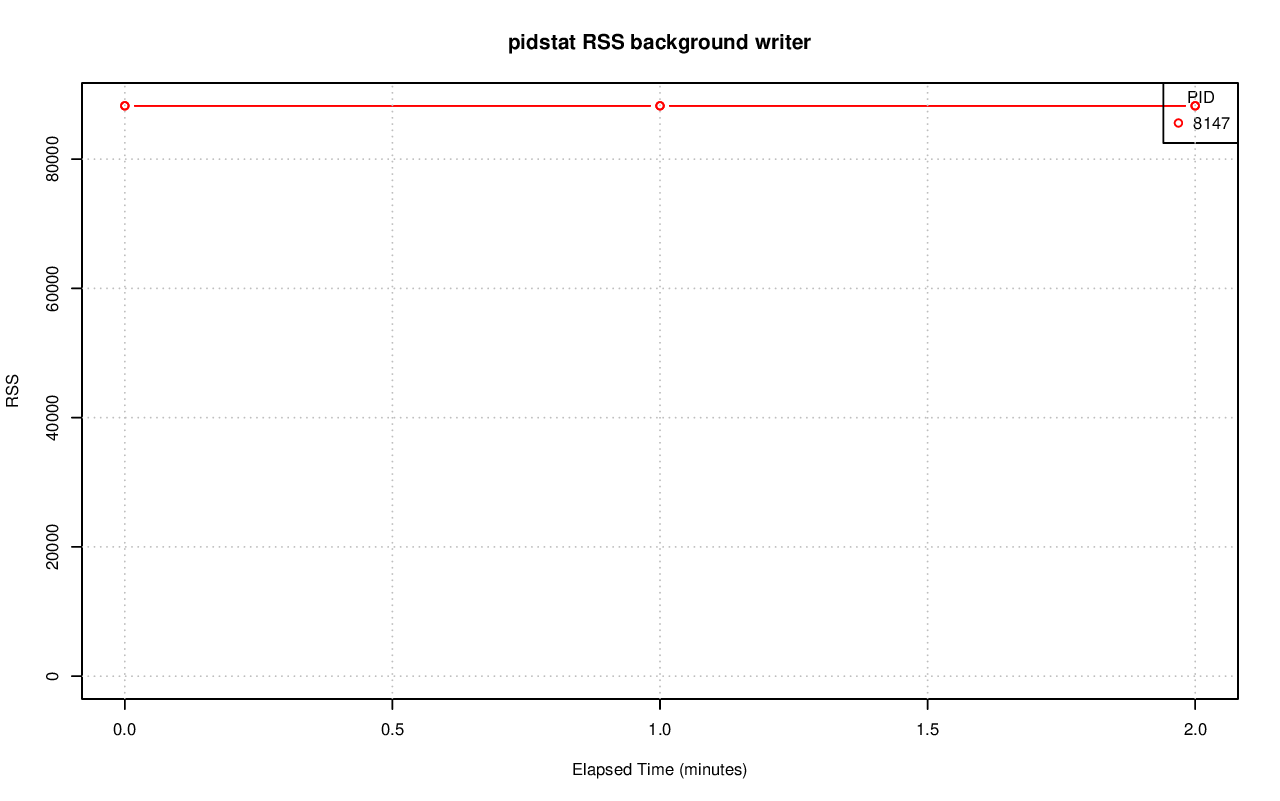 pidstat RSS background writer
PID
8147
80000
60000
40000
20000
0
RSS
0.0 0.5 1.0 1.5 2.0
Elapsed Time (minutes)